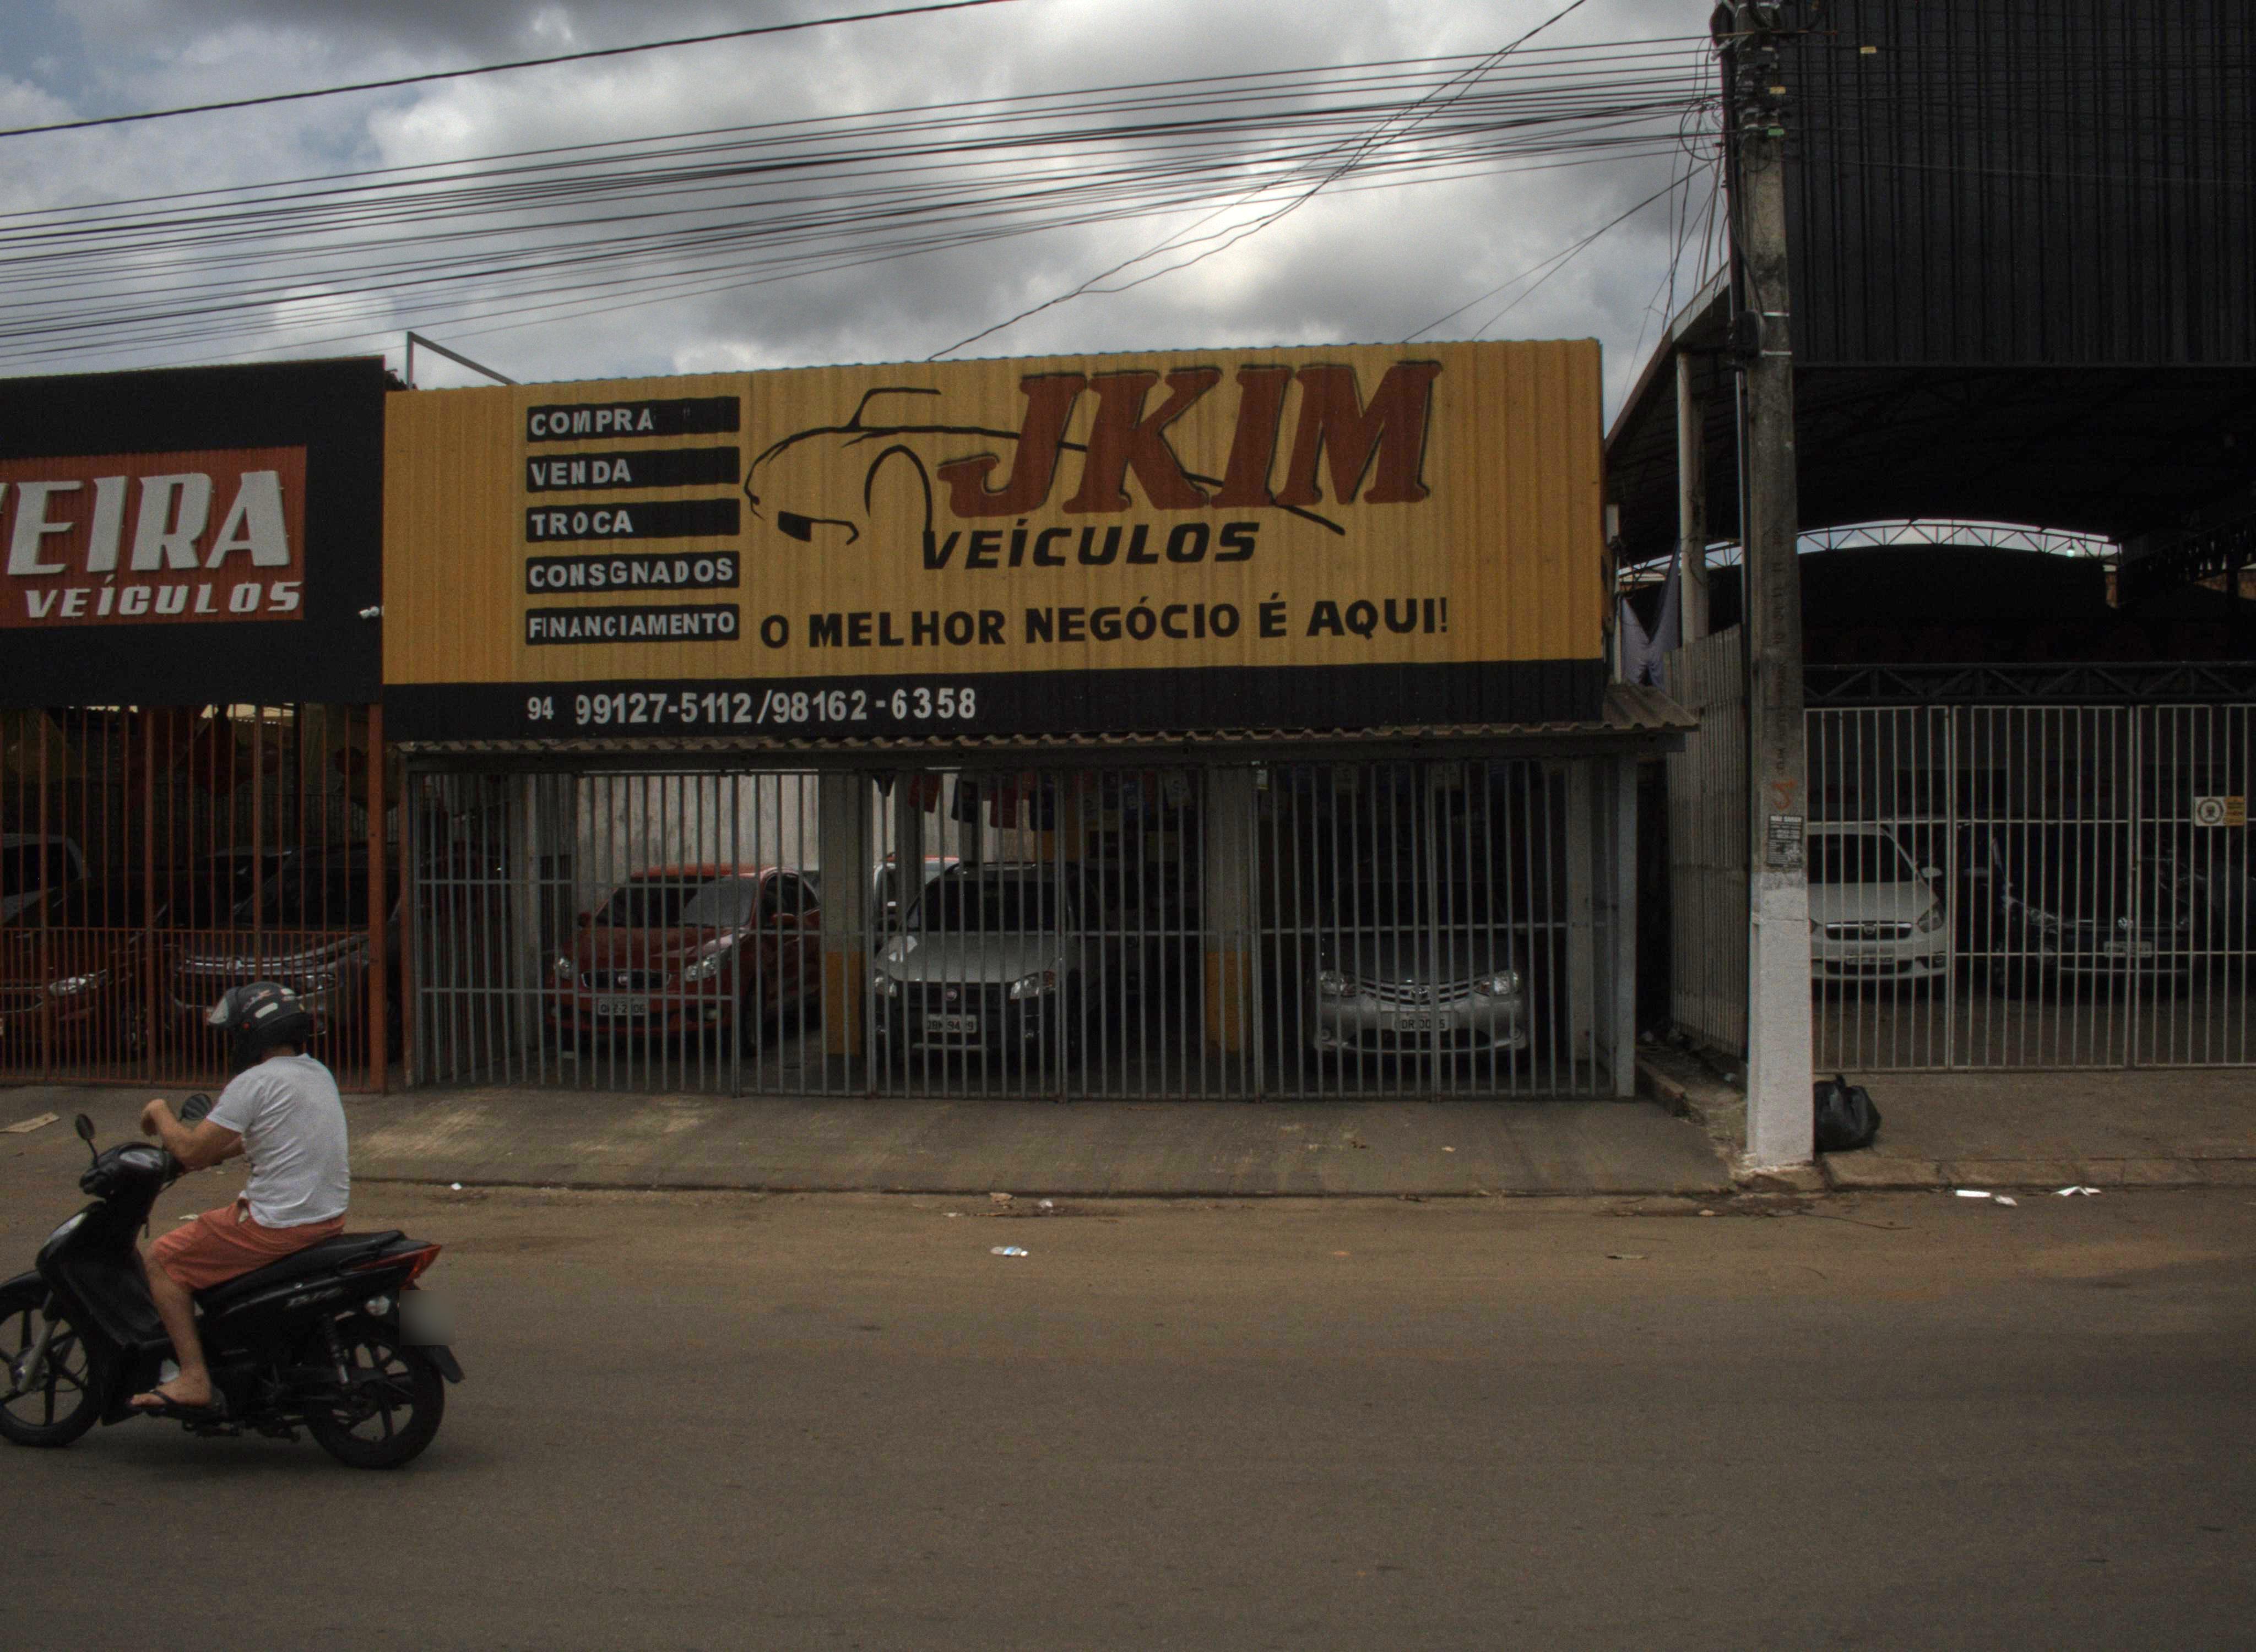 EIRA
VEÍCULOS
COMPRA
VENDA
TROCA
CONSGNADOS
FINANCIAMENTO
JKIM
VEÍCULOS
O MELHOR NEGÓCIO É AQUI!
94 99127-5112/98162-6358